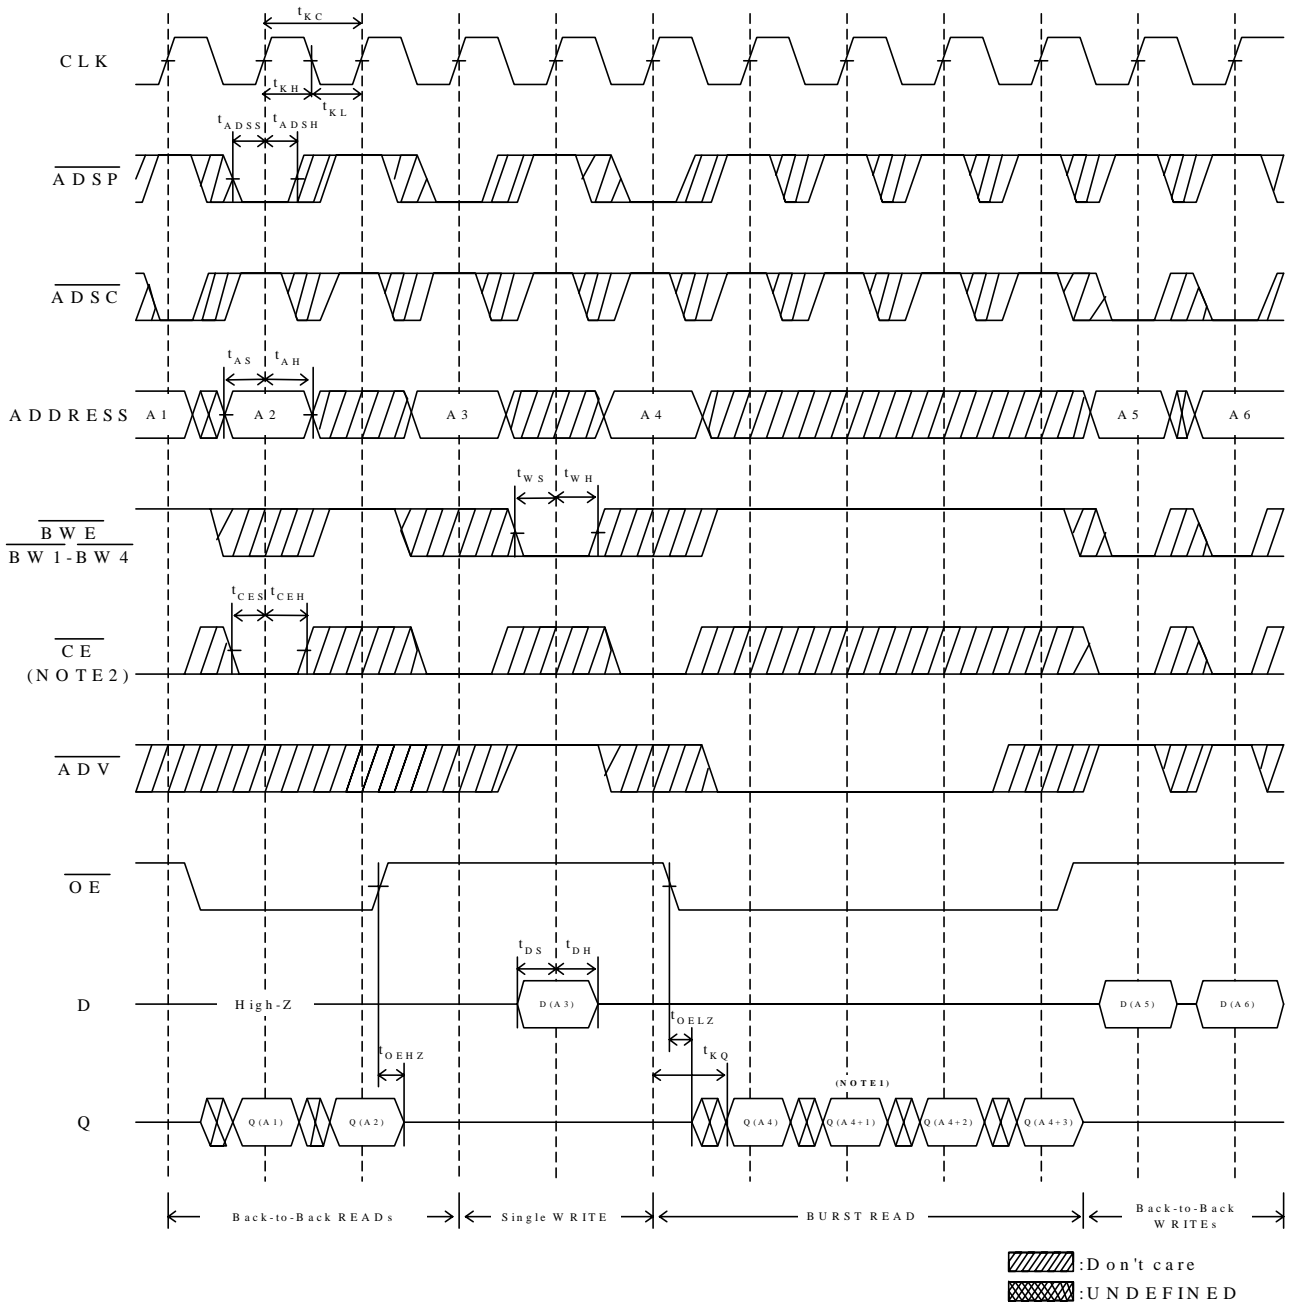 tKC
CLK
tKH
tKL
tADSS tADSH
ADSP
ADSC
tAS tAH
ADDRESS A1 A2 A3 A4 A5 A6
tWS tWH
BWE
BW1-BW4
tCES tCEH
CE
(NOTE2)
ADV
OE
tDS tDH
D High-Z D(A3) D(A5) D(A6)
tOELZ
tOEHZ tKQ
(NOTE1)
Q Q(A1) Q(A2) Q(A4) Q(A4+1) Q(A4+2) Q(A4+3)
Back-to-Back READs Single WRITE BURST READ Back-to-Back
WRITEs
:Don't care
:UNDEFINED